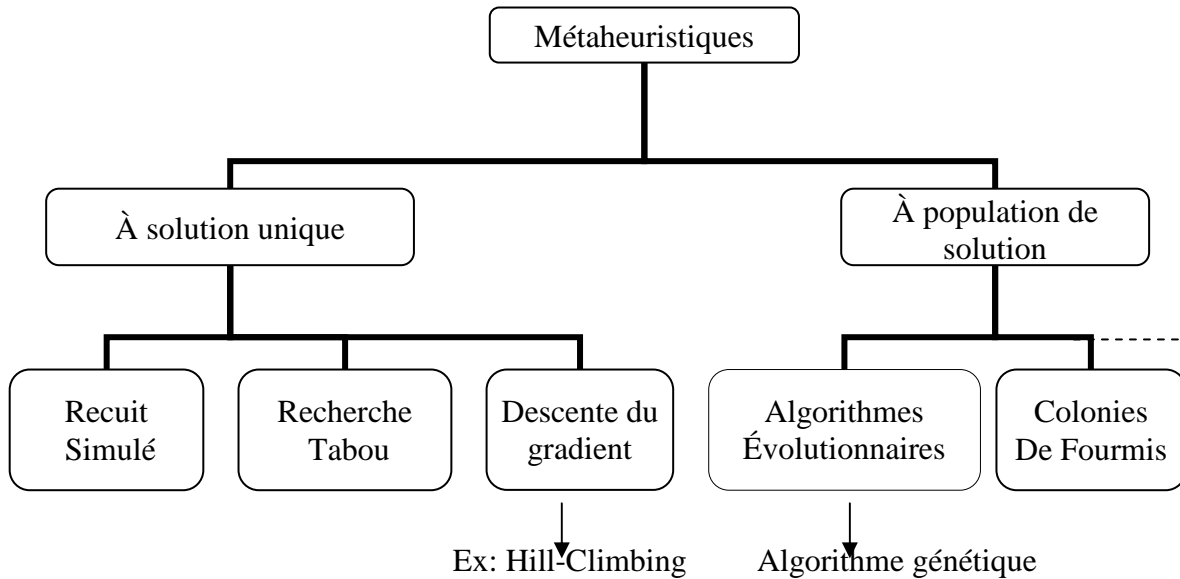 Métaheuristiques
À solution unique
À population de
solution
Recuit
Simulé
Recherche
Tabou
Descente du
gradient
Algorithmes
Évolutionnaires
Colonies
De Fourmis
Ex: Hill-Climbing
Algorithme génétique